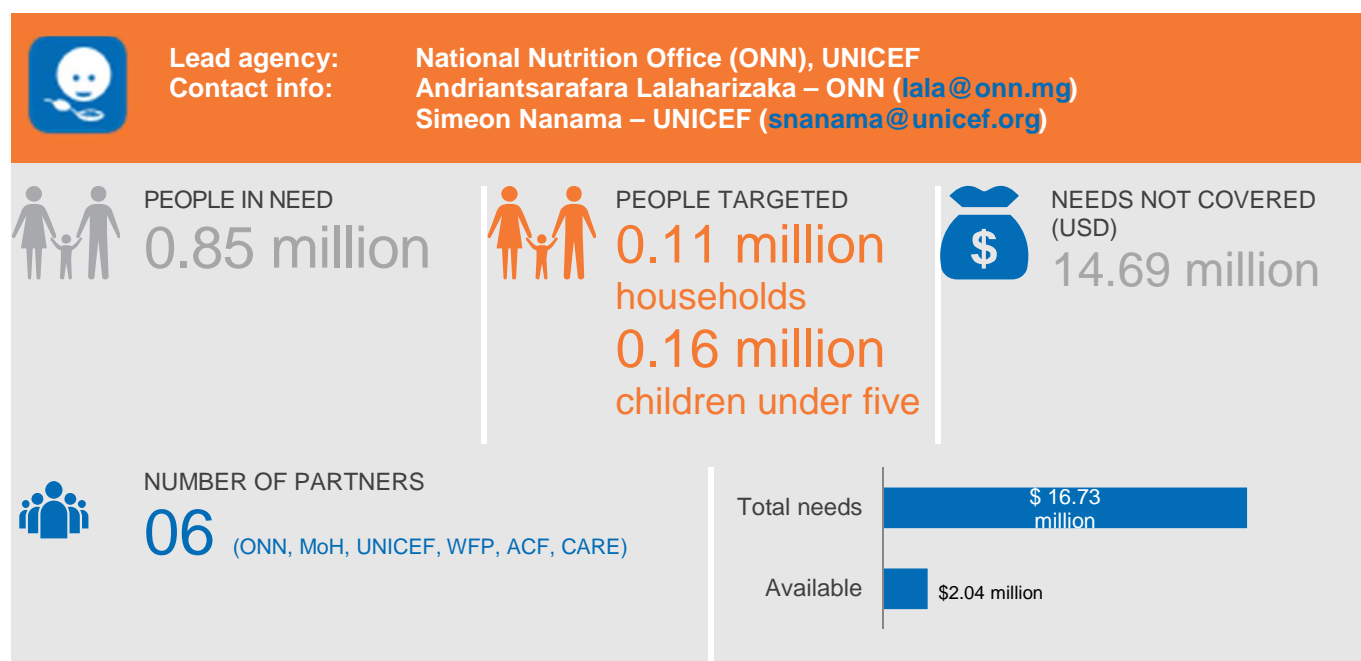 Lead agency: National Nutrition Office (ONN), UNICEF
Contact info: Andriantsarafara Lalaharizaka – ONN (lala@onn.mg)
Simeon Nanama – UNICEF (snanama@unicef.org)
PEOPLE IN NEED
0.85 million
PEOPLE TARGETED
0.11 million
households
0.16 million
children under five
$
NEEDS NOT COVERED
(USD)
14.69 million
NUMBER OF PARTNERS
06 (ONN, MoH, UNICEF, WFP, ACF, CARE)
Total needs
$ 16.73
million
Available
$2.04 million